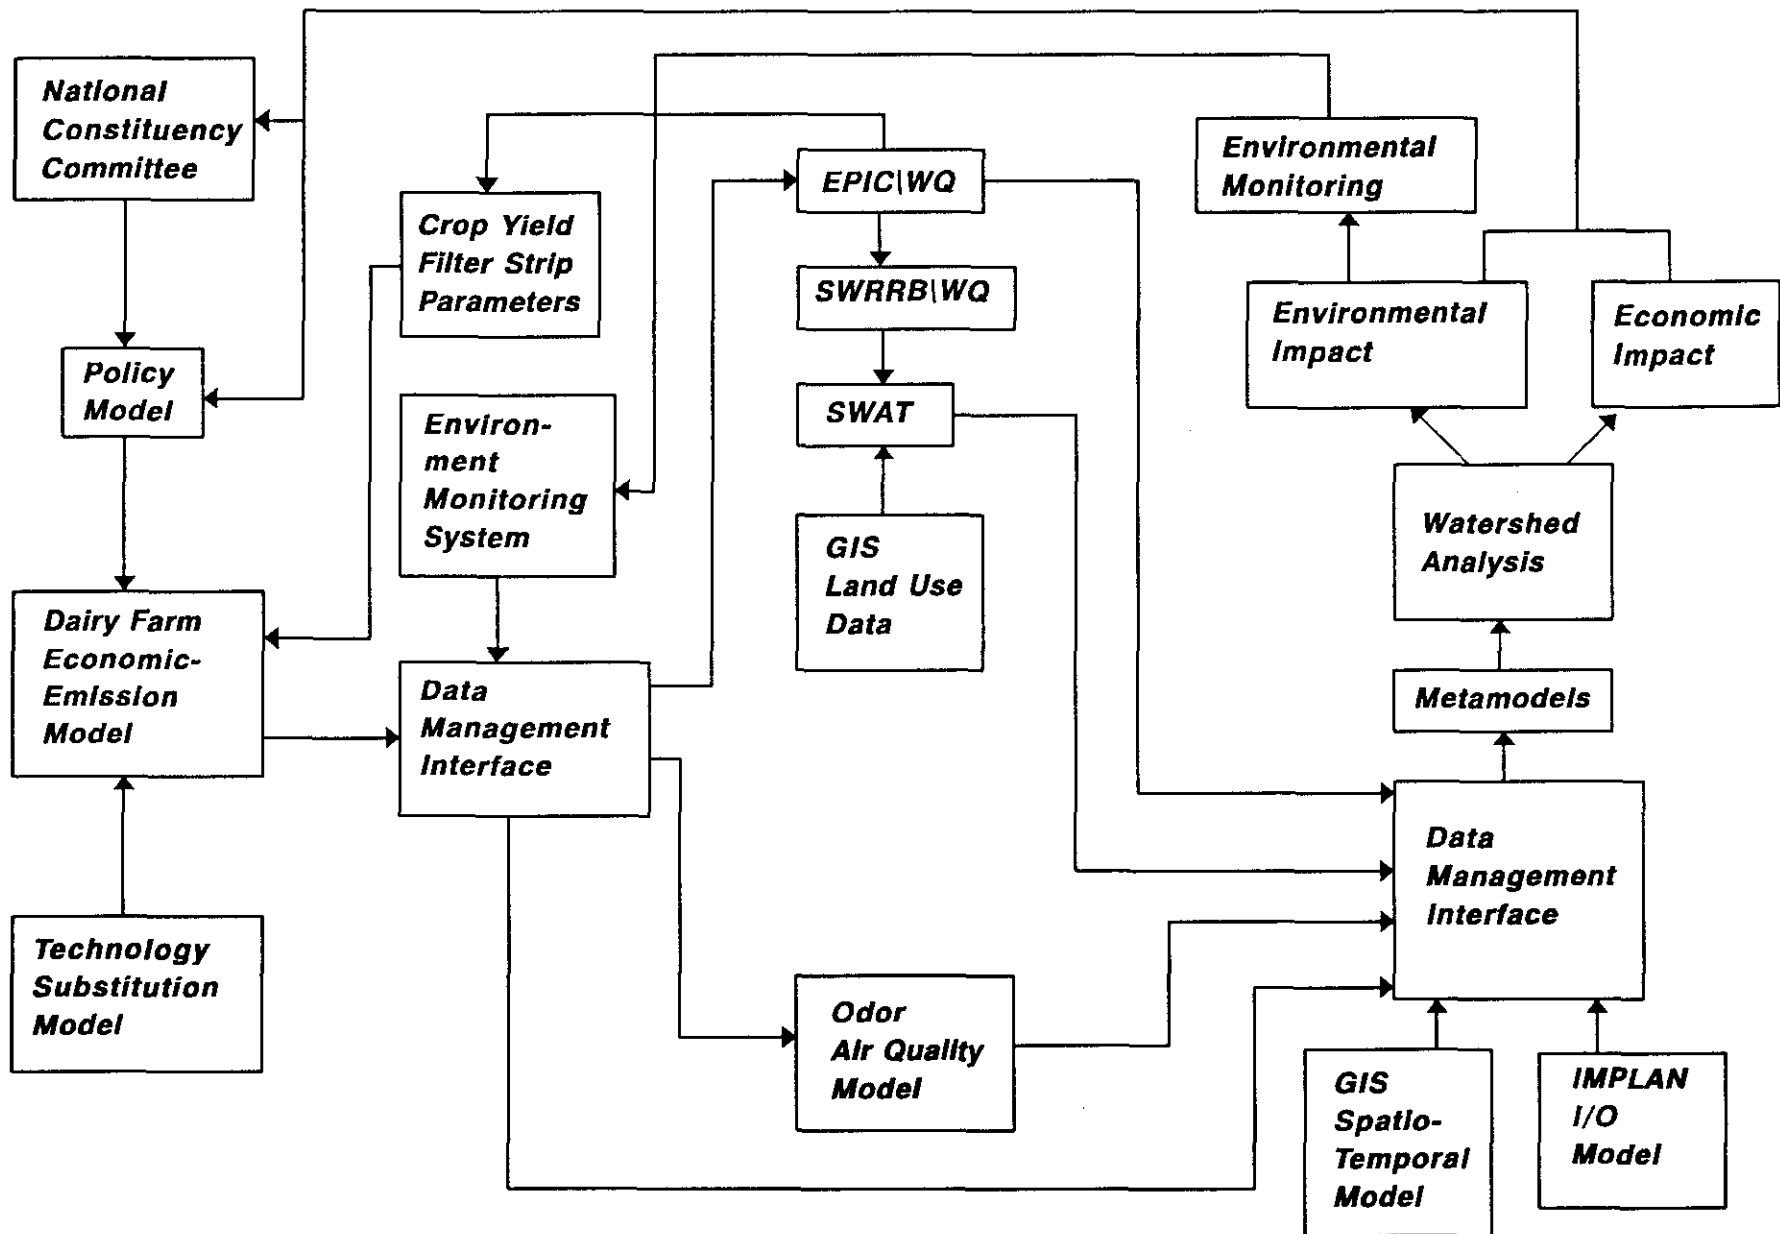 National
Constituency
Committee
Policy
Model
Dairy Farm
Economic-
Emission
Model
Technology
Substitution
Model
Crop Yield
Filter Strip
Parameters
Environ-
ment
Monitoring
System
Data
Management
Interface
EPIC\WQ
SWRRB\WQ
SWAT
GIS
Land Use
Data
Odor
Air Quality
Model
Environmental
Monitoring
Environmental
Impact
Economic
Impact
Watershed
Analysis
Metamodels
Data
Management
Interface
GIS
Spatio-
Temporal
Model
IMPLAN
I/O
Model